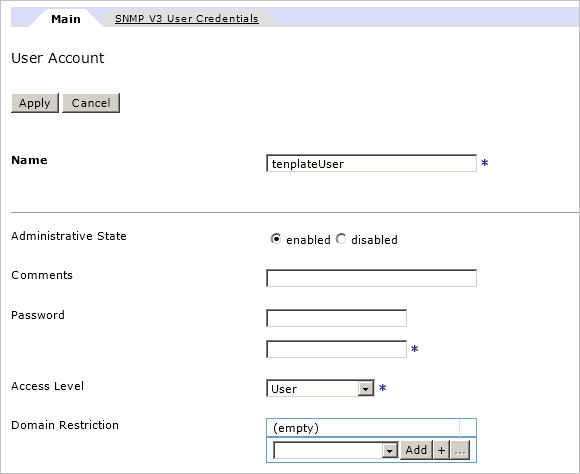 Main SNMP V3 User Credentials
User Account
Apply Cancel
Name tenplateUser *
Administrative State enabled disabled
Comments
Password
*
Access Level User *
Domain Restriction (empty)
Add + ...